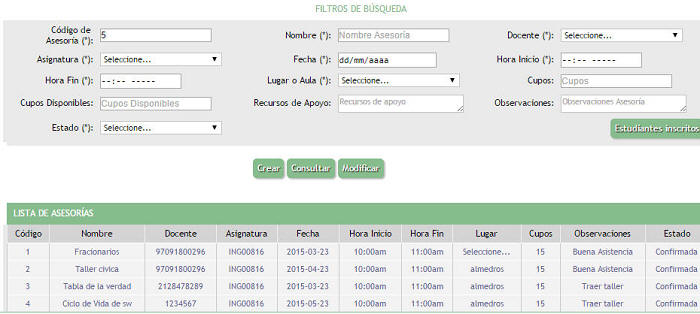 FILTROS DE BÚSQUEDA
Código de Asesoría (*): 5 Nombre (*): Nombre Asesoría Docente (*): Seleccione...
Asignatura (*): Seleccione... Fecha (*): dd/mm/aaaa Hora Inicio (*): --:-- -----
Hora Fin (*): --:-- ----- Lugar o Aula (*): Seleccione... Cupos: Cupos
Cupos Disponibles: Cupos Disponibles Recursos de Apoyo: Recursos de apoyo Observaciones: Observaciones Asesoría
Estado (*): Seleccione... Estudiantes inscritos
Crear Consultar Modificar
LISTA DE ASESORÍAS
Código Nombre Docente Asignatura Fecha Hora Inicio Hora Fin Lugar Cupos Observaciones Estado
1 Fracionarios 97091800296 ING00816 2015-03-23 10:00am 11:00am Seleccione... 15 Buena Asistencia Confirmada
2 Taller civica 97091800296 ING00816 2015-04-23 10:00am 11:00am almedros 15 Buena Asistencia Confirmada
3 Tabla de la verdad 2128478289 ING00816 2015-03-23 10:00am 11:00am almedros 15 Traer taller Confirmada
4 Ciclo de Vida de sw 1234567 ING00816 2015-05-23 10:00am 11:00am almedros 15 Traer taller Confirmada